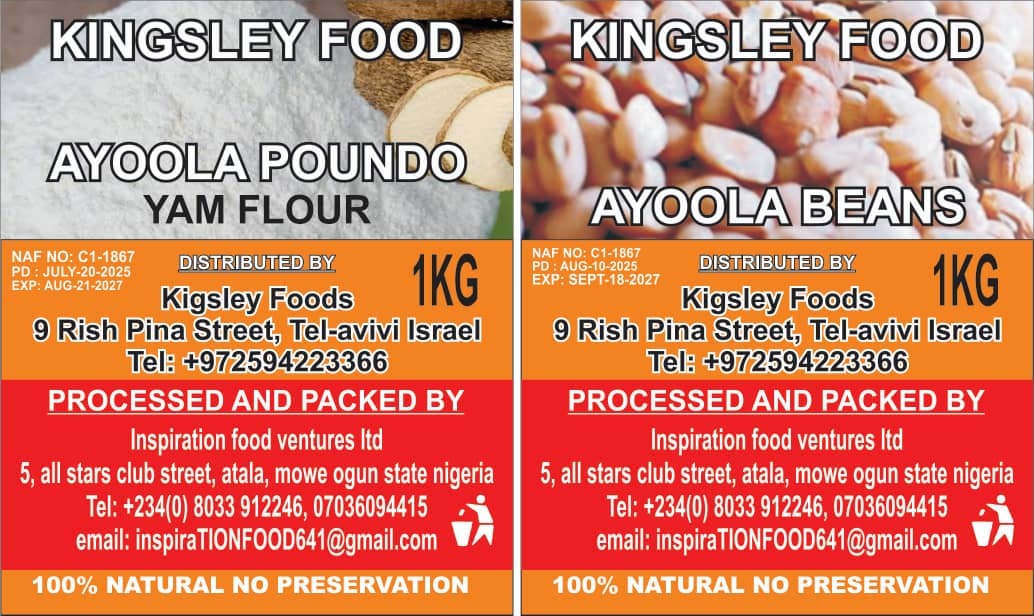 KINGSLEY FOOD
AYOOLA POUNDO
YAM FLOUR
NAF NO: C1-1867
PD : JULY-20-2025
EXP: AUG-21-2027
DISTRIBUTED BY
1KG
Kigsley Foods
9 Rish Pina Street, Tel-avivi Israel
Tel: +972594223366
PROCESSED AND PACKED BY
Inspiration food ventures ltd
5, all stars club street, atala, mowe ogun state nigeria
Tel: +234(0) 8033 912246, 07036094415
email: inspiraTIONFOOD641@gmail.com
100% NATURAL NO PRESERVATION
KINGSLEY FOOD
AYOOLA BEANS
NAF NO: C1-1867
PD : AUG-10-2025
EXP: SEPT-18-2027
DISTRIBUTED BY
1KG
Kigsley Foods
9 Rish Pina Street, Tel-avivi Israel
Tel: +972594223366
PROCESSED AND PACKED BY
Inspiration food ventures ltd
5, all stars club street, atala, mowe ogun state nigeria
Tel: +234(0) 8033 912246, 07036094415
email: inspiraTIONFOOD641@gmail.com
100% NATURAL NO PRESERVATION